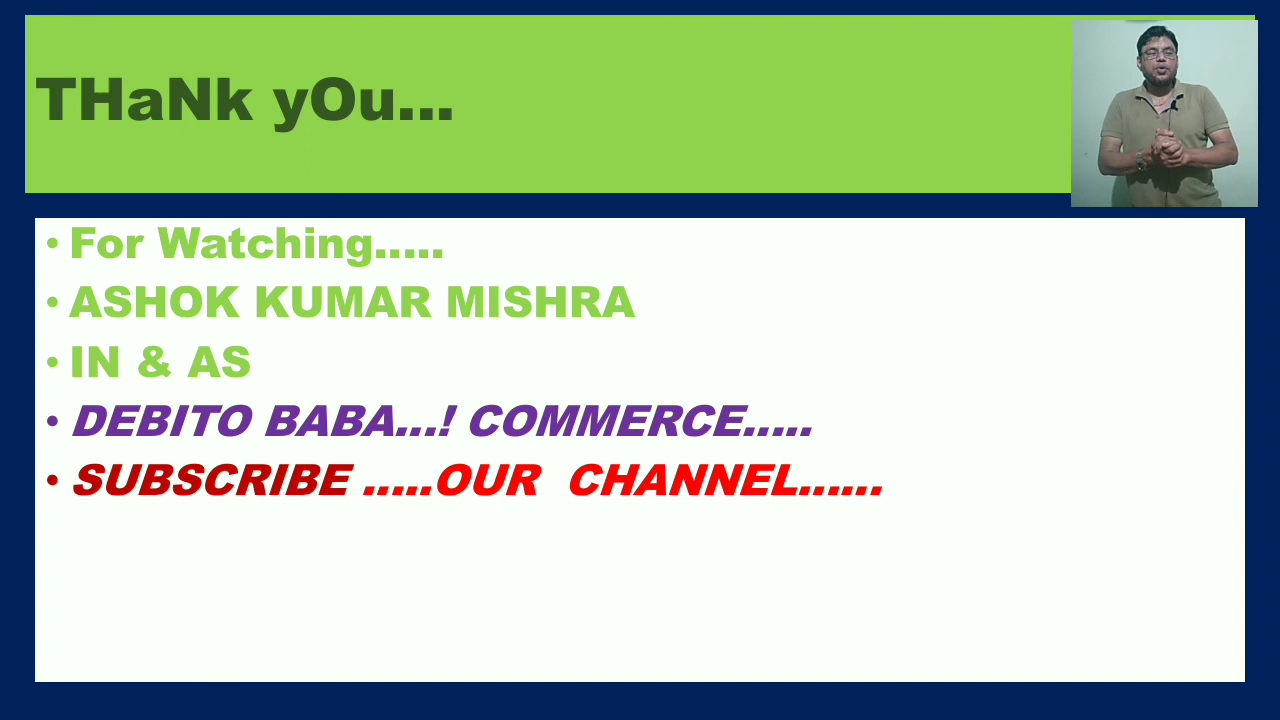 THaNk yOu...
• For Watching.....
• ASHOK KUMAR MISHRA
• IN & AS
• DEBITO BABA...! COMMERCE.....
• SUBSCRIBE .....OUR CHANNEL......